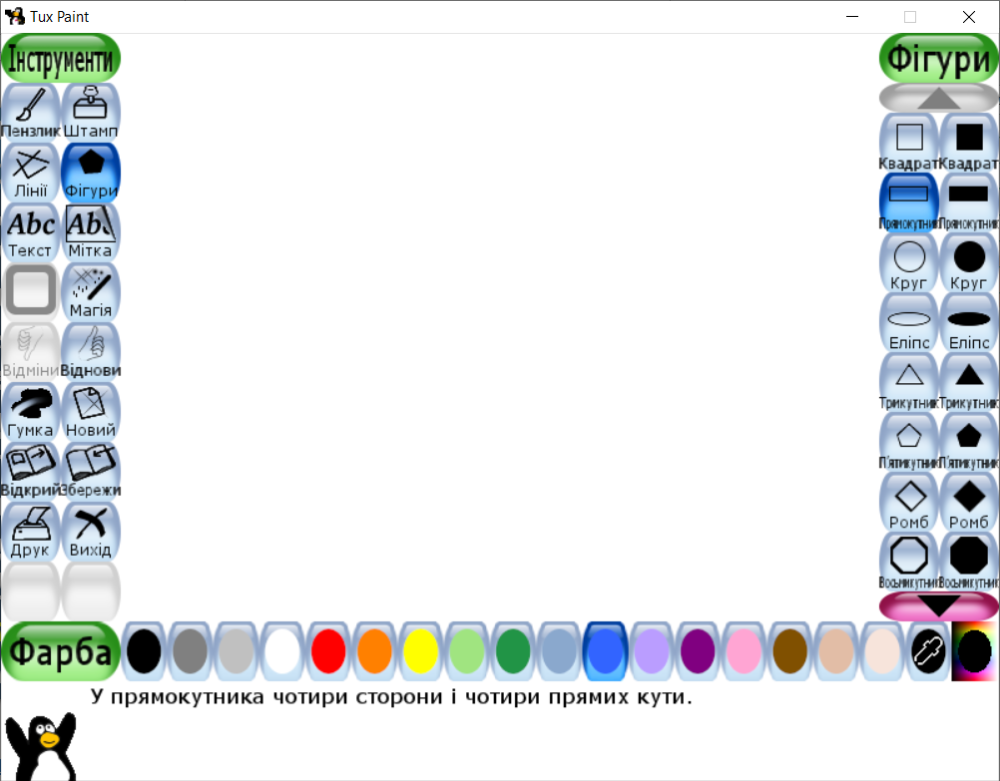 Tux Paint
Інструменти
Фігури
Пензлик Штамп
Лінії Фігури
Текст Мітка
Магія
Відміни Віднови
Гумка Новий
Відкрий Збережи
Друк Вихід
Abc
Квадрат Квадрат
Прямокутник Прямокутник
Круг Круг
Еліпс Еліпс
Трикутник Трикутник
П'ятикутник П'ятикутник
Ромб Ромб
Восьмикутник Восьмикутник
Фарба
У прямокутника чотири сторони і чотири прямих кути.